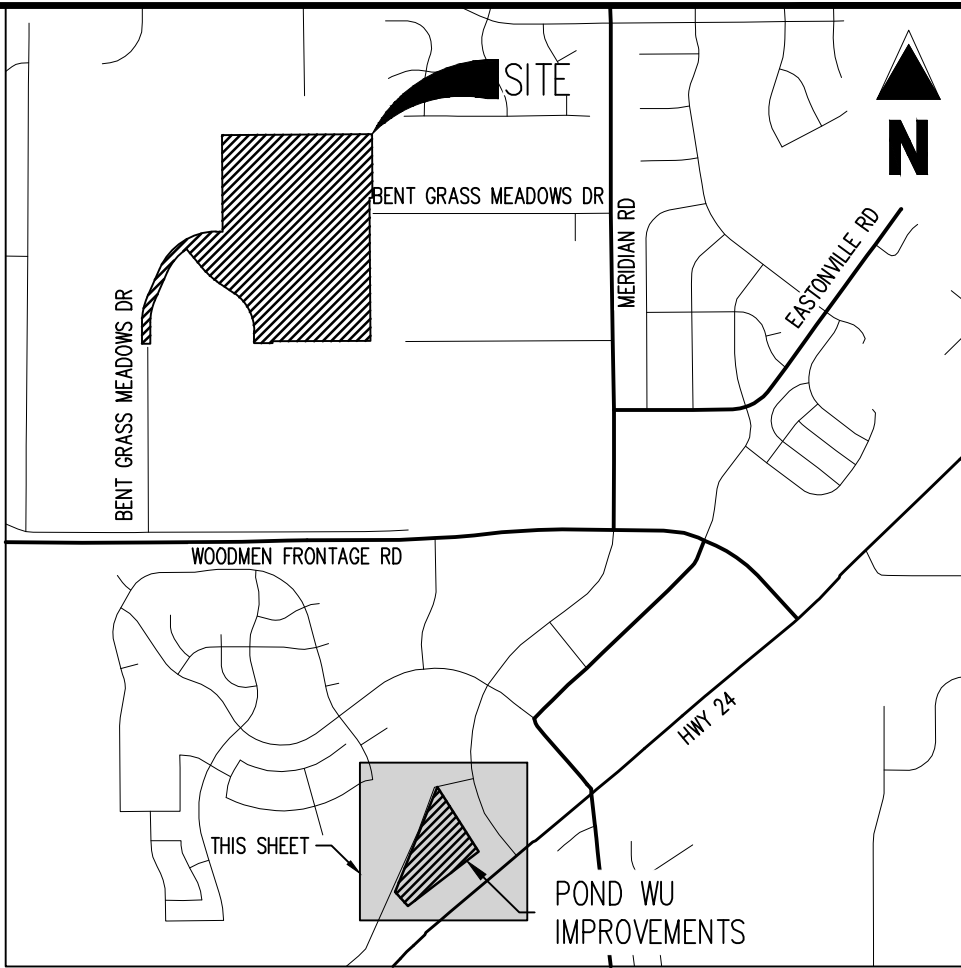 SITE
N
BENT GRASS MEADOWS DR
MERIDIAN RD
EASTONVILLE RD
BENT GRASS MEADOWS DR
WOODMEN FRONTAGE RD
HWY 24
THIS SHEET
POND WU
IMPROVEMENTS